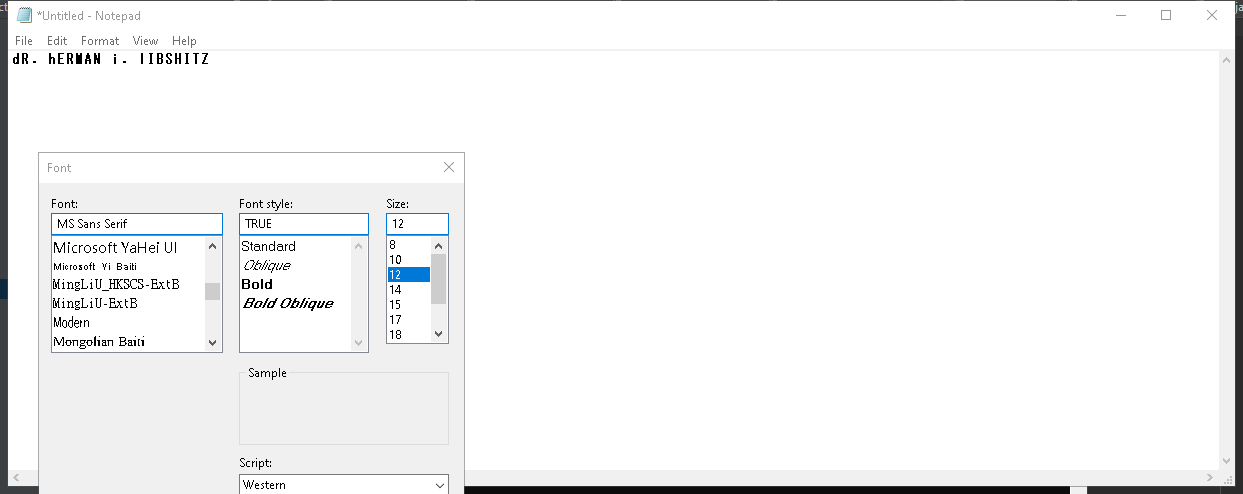 *Untitled - Notepad
File Edit Format View Help
dR. hERMAN i. lIBSHITZ
Font
Font: Font style: Size:
MS Sans Serif TRUE 12
Microsoft YaHei UI
Microsoft Yi Baiti
MingLiU_HKSCS-ExtB
MingLiU-ExtB
Modern
Mongolian Baiti
Standard
Oblique
Bold
Bold Oblique
8
10
12
14
15
17
18
Sample
Script:
Western